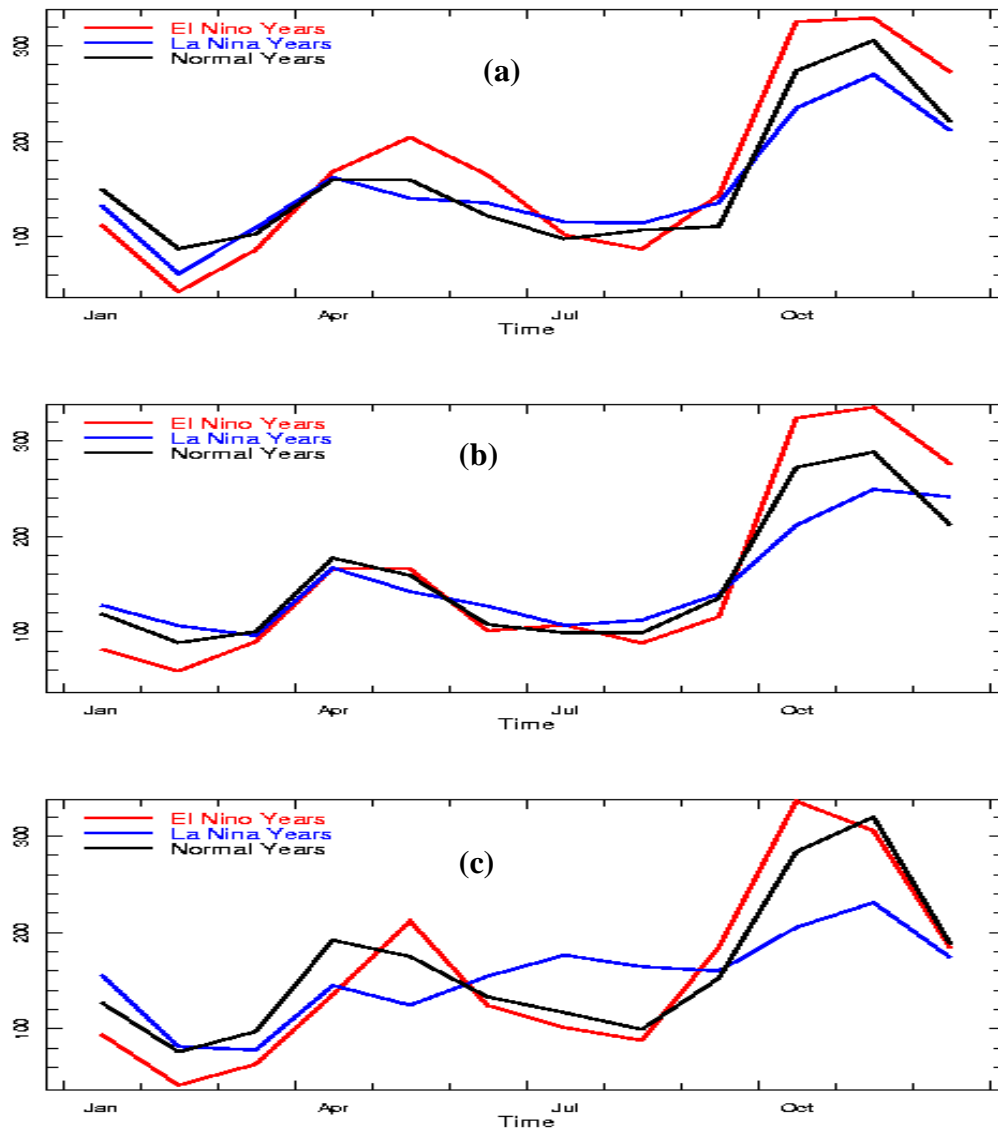 El Nino Years
La Nina Years
Normal Years
(a)
300
200
100
Jan Apr Jul Oct
Time
El Nino Years
La Nina Years
Normal Years
(b)
300
200
100
Jan Apr Jul Oct
Time
El Nino Years
La Nina Years
Normal Years
(c)
300
200
100
Jan Apr Jul Oct
Time